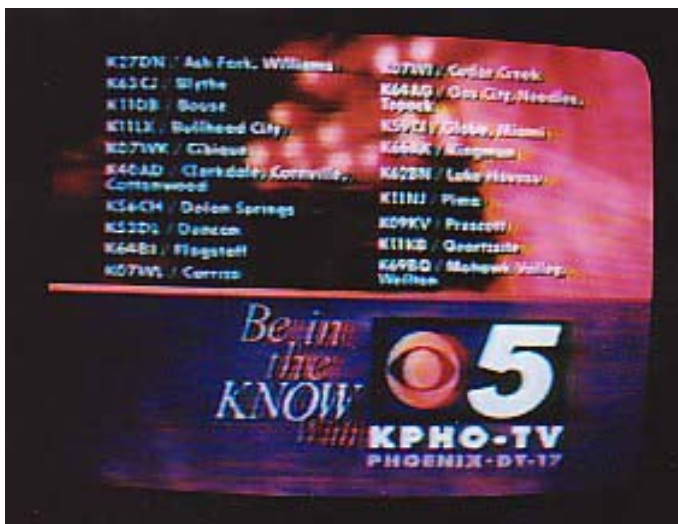 K27DN / Ash Fork, Williams
K63CJ / Blythe
K11DB / Bouse
K11LX / Bullhead City
K07WK / Cibique
K40AD / Clarkdale, Cornville,
Cottonwood
K56CH / Dolan Springs
K53DL / Duncan
K64BI / Flagstaff
K07WL / Carrizo
K07WI / Cedar Creek
K64AG / Gas City, Needles,
Topock
/ Globe, Miami
/ Kingman
K62BN / Lake Havasu
K11NJ / Pima
K09KV / Prescott
K11KB / Quartzsite
K69BQ / Mohawk Valley,
Wellton
Be in
the
KNOW
With
5
KPHO-TV
PHOENIX•DT-17